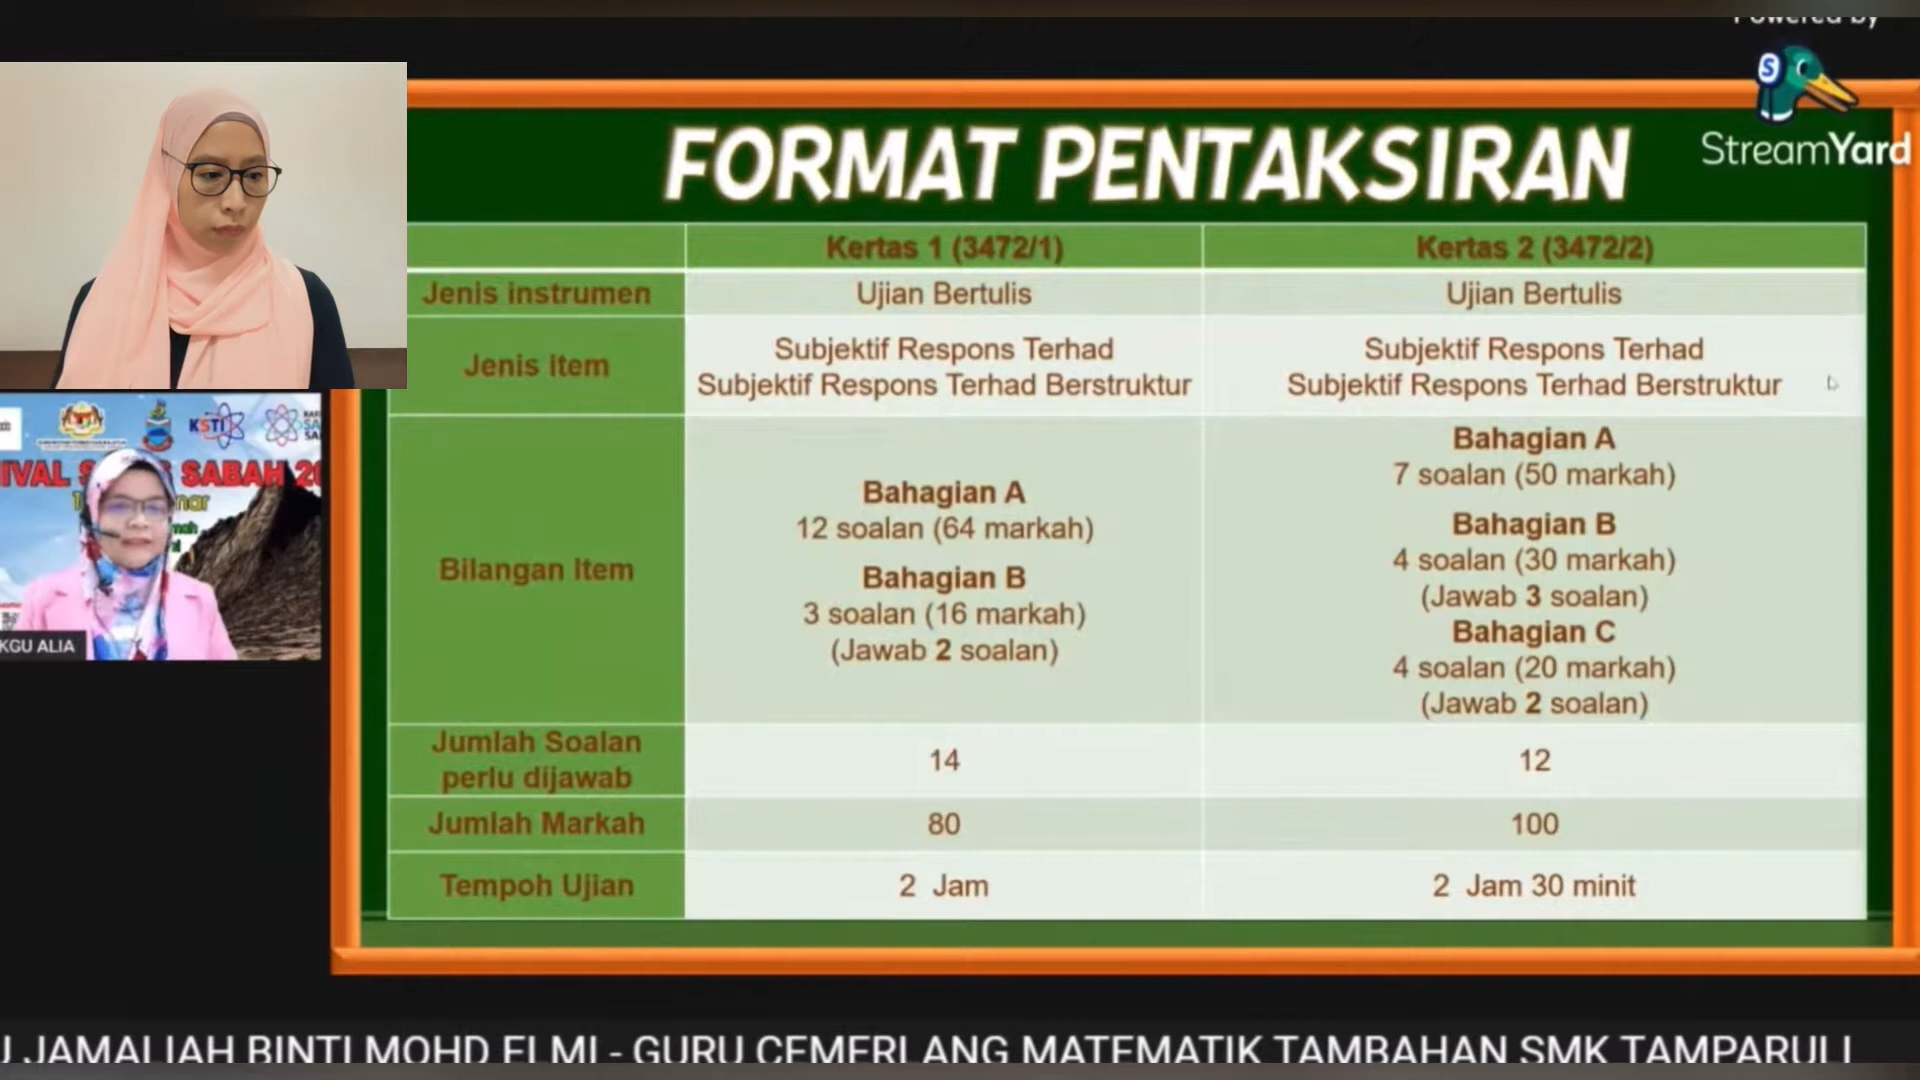 Powered by
StreamYard
FORMAT PENTAKSIRAN
Kertas 1 (3472/1)
Kertas 2 (3472/2)
Jenis instrumen
Ujian Bertulis
Ujian Bertulis
Jenis item
Subjektif Respons Terhad
Subjektif Respons Terhad Berstruktur
Subjektif Respons Terhad
Subjektif Respons Terhad Berstruktur
Bilangan Item
Bahagian A
12 soalan (64 markah)
Bahagian B
3 soalan (16 markah)
(Jawab 2 soalan)
Bahagian A
7 soalan (50 markah)
Bahagian B
4 soalan (30 markah)
(Jawab 3 soalan)
Bahagian C
4 soalan (20 markah)
(Jawab 2 soalan)
Jumlah Soalan
perlu dijawab
14
12
Jumlah Markah
80
100
Tempoh Ujian
2 Jam
2 Jam 30 minit
KSTI
SABAH
KGU ALIA
JAMALIAH BINTI MOHD ELMI - GURU CEMERLANG MATEMATIK TAMBAHAN SMK TAMPARULI